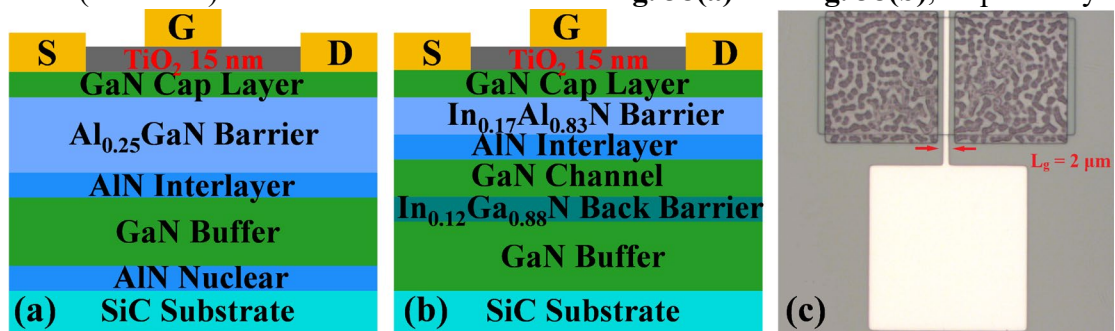 G
S
D
TiO₂ 15 nm
GaN Cap Layer
Al₀.₂₅GaN Barrier
AlN Interlayer
GaN Buffer
AlN Nuclear
SiC Substrate
(a)
G
S
D
TiO₂ 15 nm
GaN Cap Layer
In₀.₁₇Al₀.₈₃N Barrier
AlN Interlayer
GaN Channel
In₀.₁₂Ga₀.₈₈N Back Barrier
GaN Buffer
SiC Substrate
(b)
L_g = 2 μm
(c)